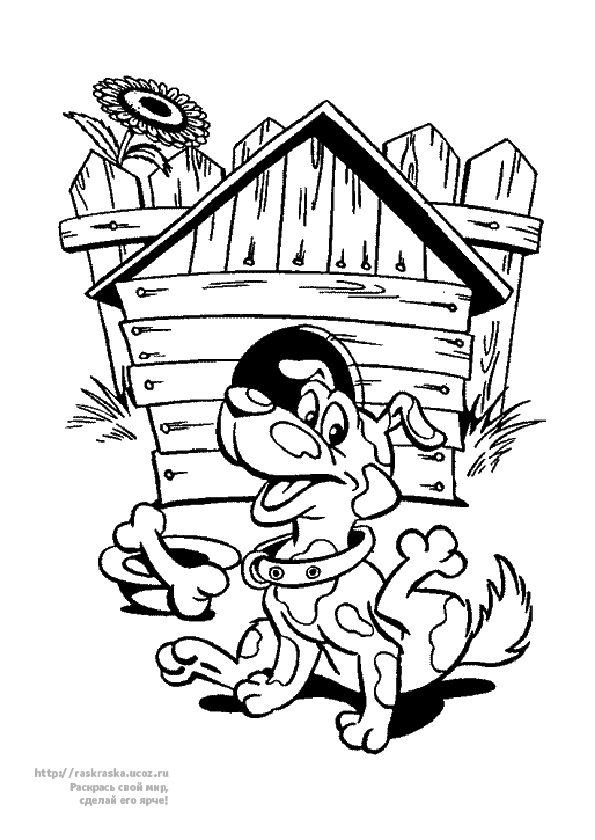 http://raskraska.ucoz.ru
Раскрась свой мир,
сделай его ярче!